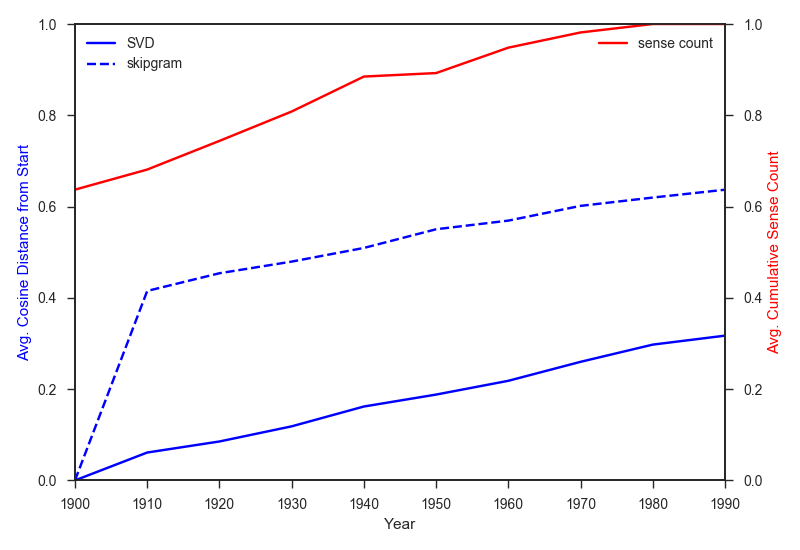 SVD
skipgram
sense count
1.0
0.8
0.6
0.4
0.2
0.0
1.0
0.8
0.6
0.4
0.2
0.0
Avg. Cosine Distance from Start
Avg. Cumulative Sense Count
1900 1910 1920 1930 1940 1950 1960 1970 1980 1990
Year